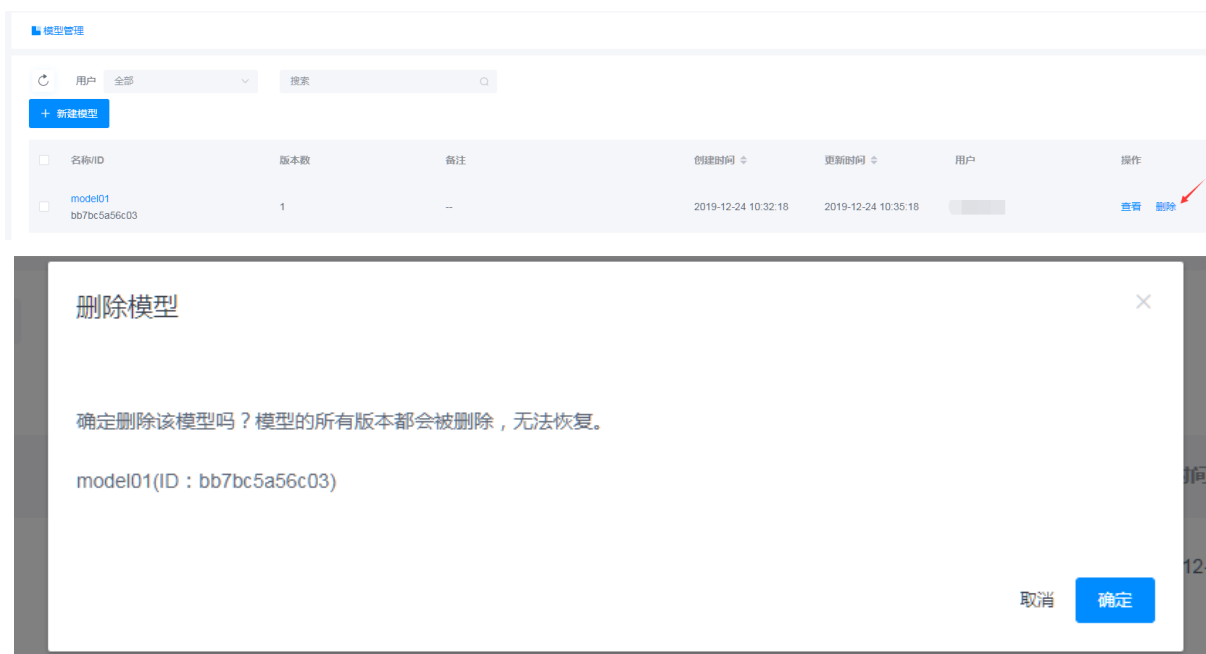 模型管理
用户 全部 搜索
+ 新建模型
名称/ID 版本数 备注 创建时间 更新时间 用户 操作
model01
bb7bc5a56c03 1 -- 2019-12-24 10:32:18 2019-12-24 10:35:18 查看 删除
删除模型
确定删除该模型吗？模型的所有版本都会被删除，无法恢复。
model01(ID：bb7bc5a56c03)
时间
12-
取消 确定